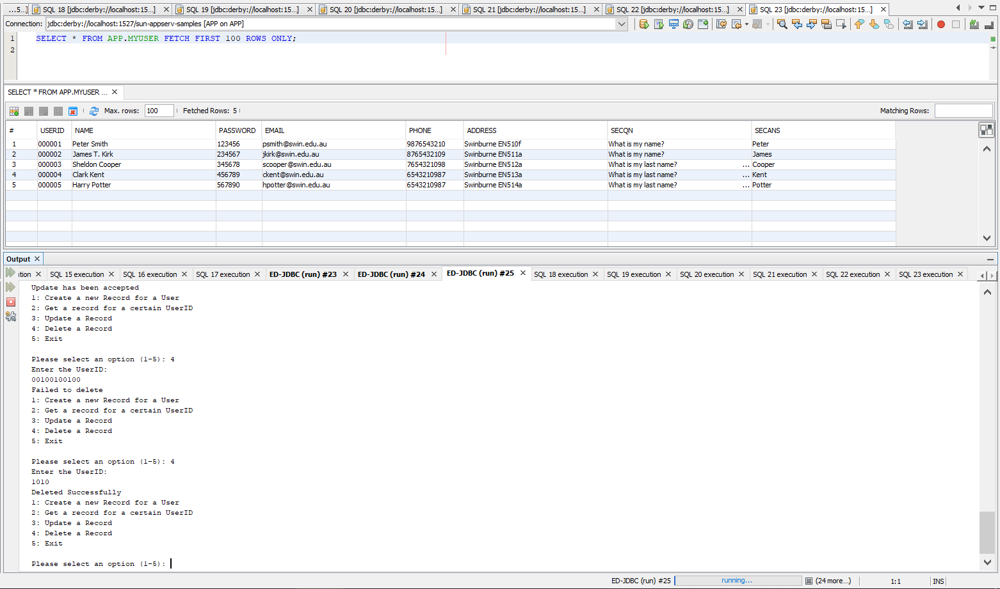 ...5...] SQL 18 [jdbc:derby://localhost:15...] SQL 19 [jdbc:derby://localhost:15...] SQL 20 [jdbc:derby://localhost:15...] SQL 21 [jdbc:derby://localhost:15...] SQL 22 [jdbc:derby://localhost:15...] SQL 23 [jdbc:derby://localhost:15...]
Connection: jdbc:derby://localhost:1527/sun-appserv-samples [APP on APP]
1 SELECT * FROM APP.MYUSER FETCH FIRST 100 ROWS ONLY;
2
SELECT * FROM APP.MYUSER ...
Max. rows: 100 Fetched Rows: 5 Matching Rows:
# USERID NAME PASSWORD EMAIL PHONE ADDRESS SECQN SECANS
1 000001 Peter Smith 123456 psmith@swin.edu.au 9876543210 Swinburne EN510f What is my name? Peter
2 000002 James T. Kirk 234567 jkirk@swin.edu.au 8765432109 Swinburne EN511a What is my name? James
3 000003 Sheldon Cooper 345678 scooper@swin.edu.au 7654321098 Swinburne EN512a What is my last name? ... Cooper
4 000004 Clark Kent 456789 ckent@swin.edu.au 6543210987 Swinburne EN513a What is my last name? ... Kent
5 000005 Harry Potter 567890 hpotter@swin.edu.au 6543210987 Swinburne EN514a What is my last name? ... Potter
Output
tion SQL 15 execution SQL 16 execution SQL 17 execution ED-JDBC (run) #23 ED-JDBC (run) #24 ED-JDBC (run) #25 SQL 18 execution SQL 19 execution SQL 20 execution SQL 21 execution SQL 22 execution SQL 23 execution
Update has been accepted
1: Create a new Record for a User
2: Get a record for a certain UserID
3: Update a Record
4: Delete a Record
5: Exit
Please select an option (1-5): 4
Enter the UserID:
00100100100
Failed to delete
1: Create a new Record for a User
2: Get a record for a certain UserID
3: Update a Record
4: Delete a Record
5: Exit
Please select an option (1-5): 4
Enter the UserID:
1010
Deleted Successfully
1: Create a new Record for a User
2: Get a record for a certain UserID
3: Update a Record
4: Delete a Record
5: Exit
Please select an option (1-5):
ED-JDBC (run) #25 running... (24 more...) 1:1 INS